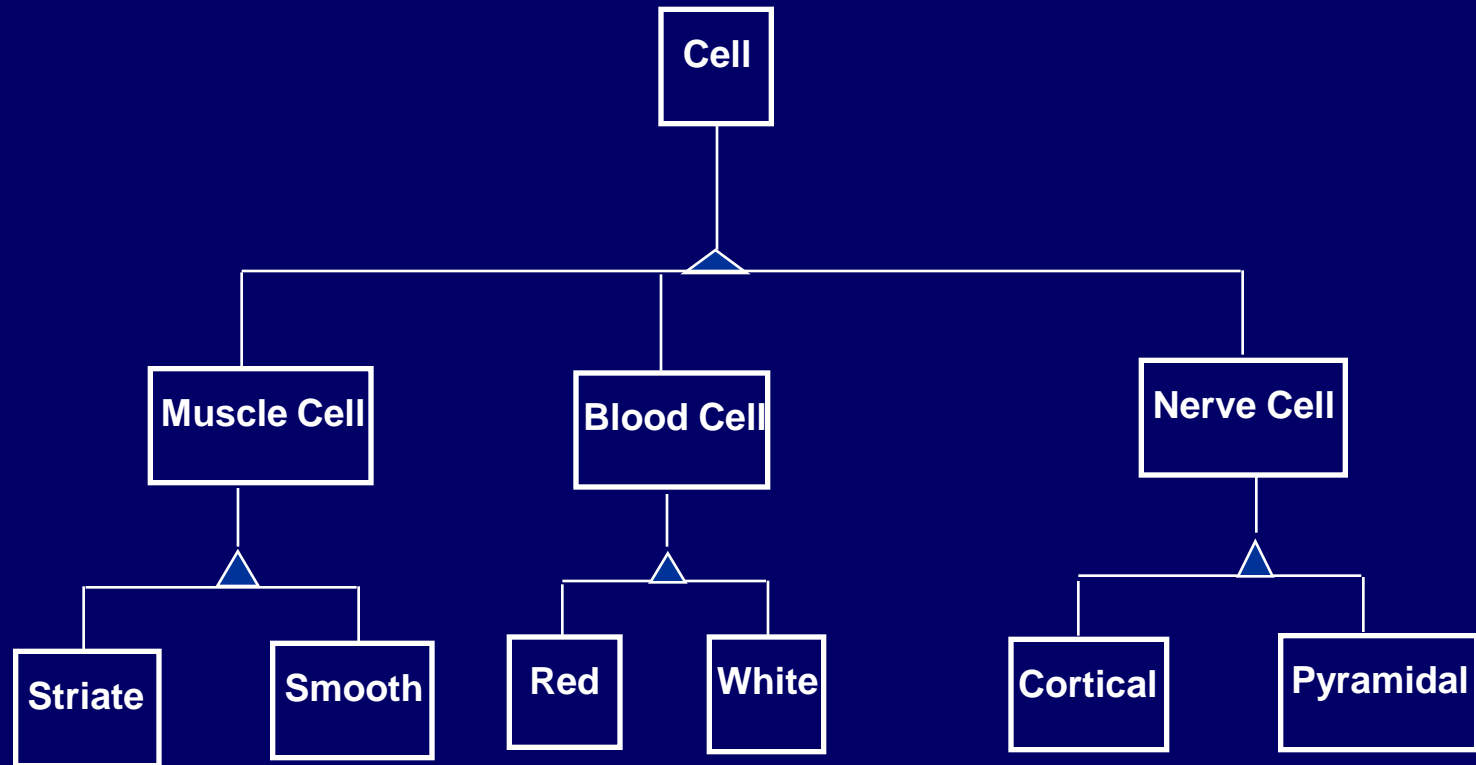 Cell
Muscle Cell
Blood Cell
Nerve Cell
Striate
Smooth
Red
White
Cortical
Pyramidal